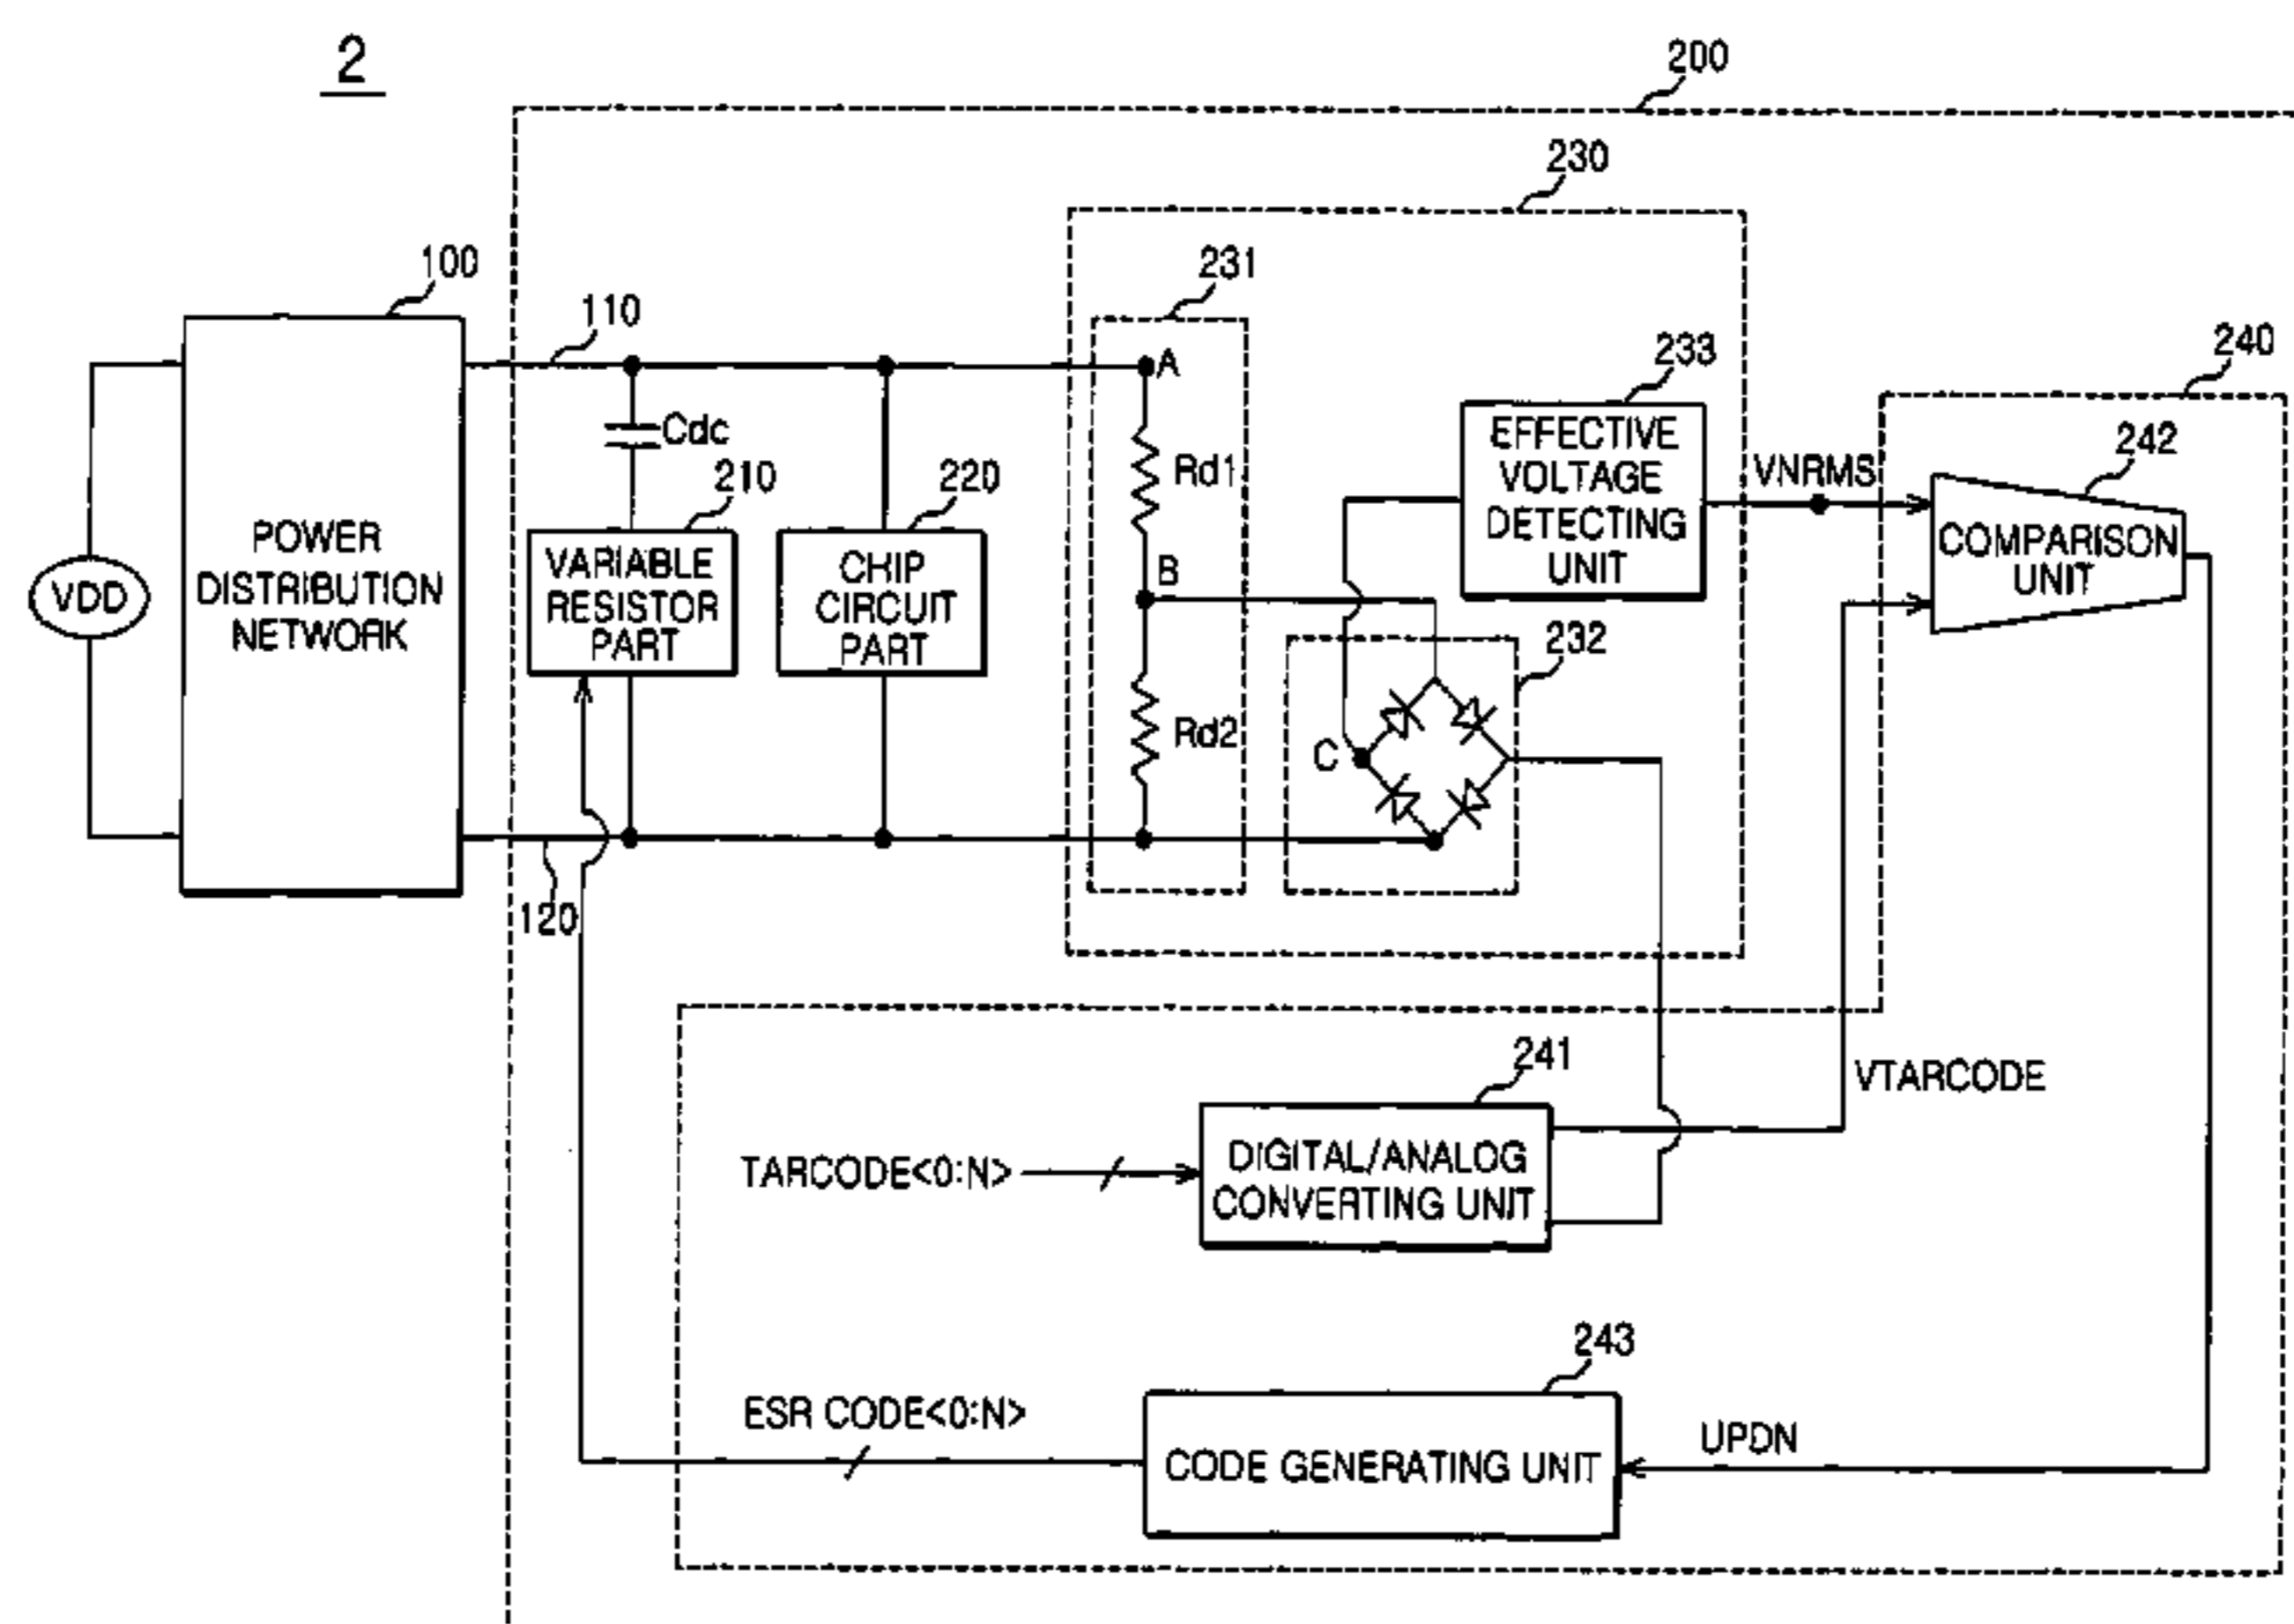 2
200
230
100
231
110
A
233
240
EFFECTIVE
VOLTAGE
DETECTING
UNIT
242
Cdc
210
220
Rd1
VNRMS
COMPARISON
UNIT
POWER
DISTRIBUTION
NETWORK
VDD
VARIABLE
RESISTOR
PART
CHIP
CIRCUIT
PART
B
232
Rd2
C
120
241
VTARCODE
TARCODE<0:N>
DIGITAL/ANALOG
CONVERTING UNIT
243
ESR CODE<0:N>
CODE GENERATING UNIT
UPDN